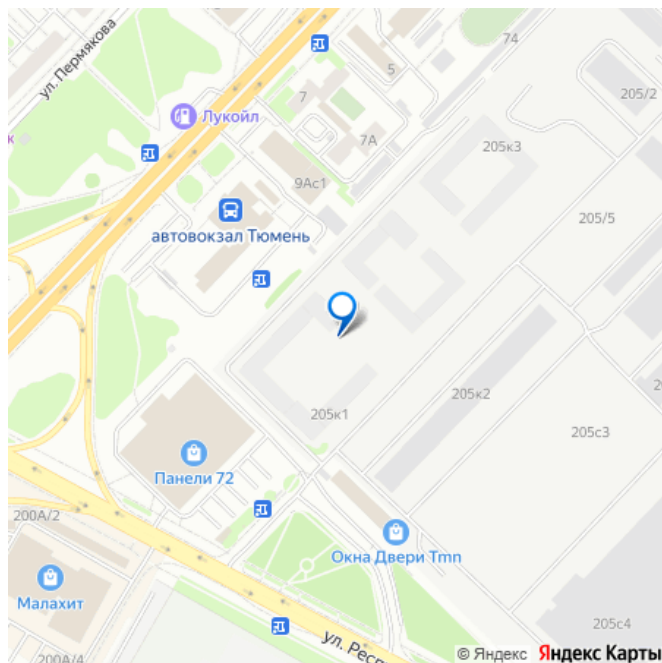 74
ул. Пермякова
5
7
205/2
Лукойл
7А
205к3
9Ас1
205/5
автовокзал Тюмень
205к2
205к1
205с3
Панели 72
200А/2
Окна Двери Tmn
Малахит
205с4
ул. Респ
200А/4
© Яндекс Яндекс Карты